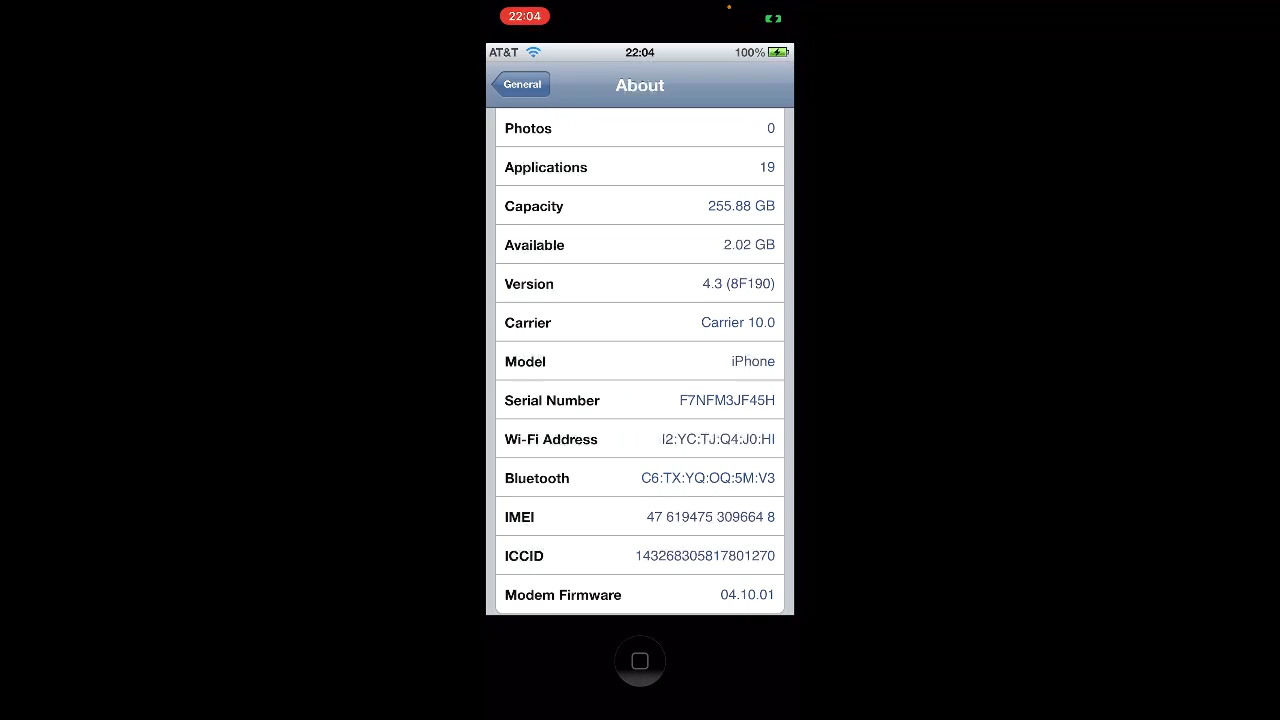 22:04
AT&T 22:04 100%
General About
Photos 0
Applications 19
Capacity 255.88 GB
Available 2.02 GB
Version 4.3 (8F190)
Carrier Carrier 10.0
Model iPhone
Serial Number F7NFM3JF45H
Wi-Fi Address I2:YC:TJ:Q4:J0:HI
Bluetooth C6:TX:YQ:OQ:5M:V3
IMEI 47 619475 309664 8
ICCID 143268305817801270
Modem Firmware 04.10.01